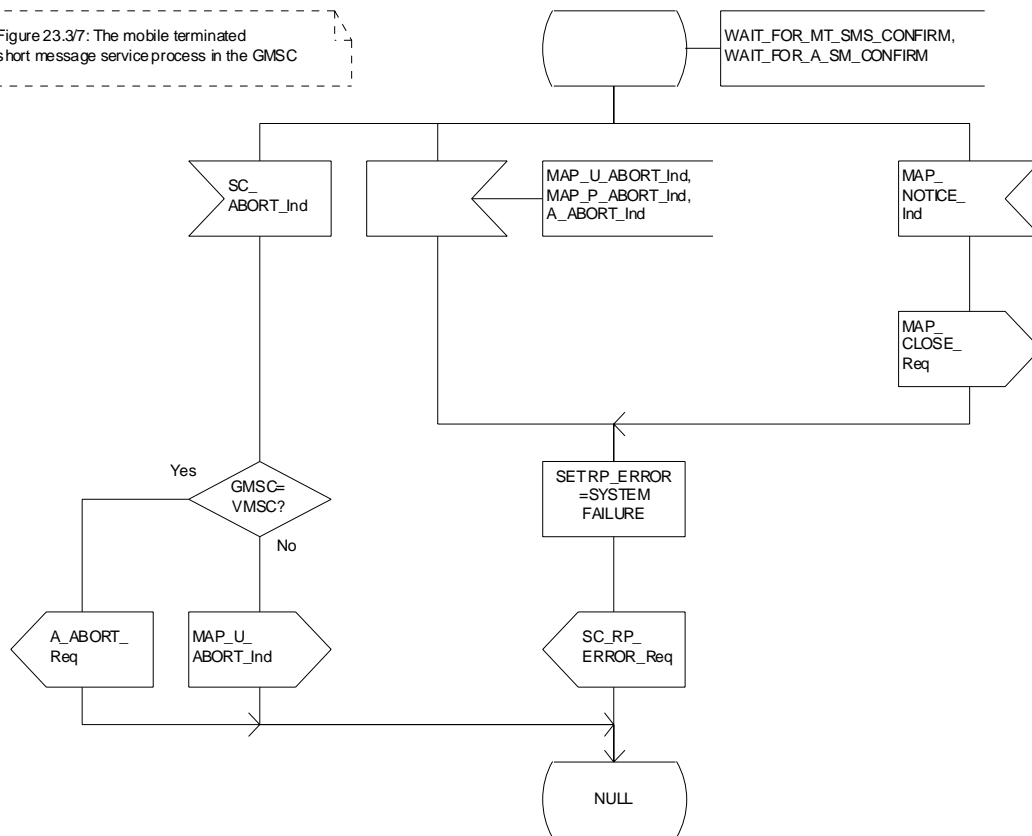 Figure 23.3/7: The mobile terminated
short message service process in the GMSC
WAIT_FOR_MT_SMS_CONFIRM,
WAIT_FOR_A_SM_CONFIRM
SC_
ABORT_Ind
MAP_U_ABORT_Ind,
MAP_P_ABORT_Ind,
A_ABORT_Ind
MAP_
NOTICE_
Ind
MAP_
CLOSE_
Req
Yes
GMSC=
VMSC?
No
SET RP_ERROR
=SYSTEM
FAILURE
A_ABORT_
Req
MAP_U_
ABORT_Ind
SC_RP_
ERROR_Req
NULL